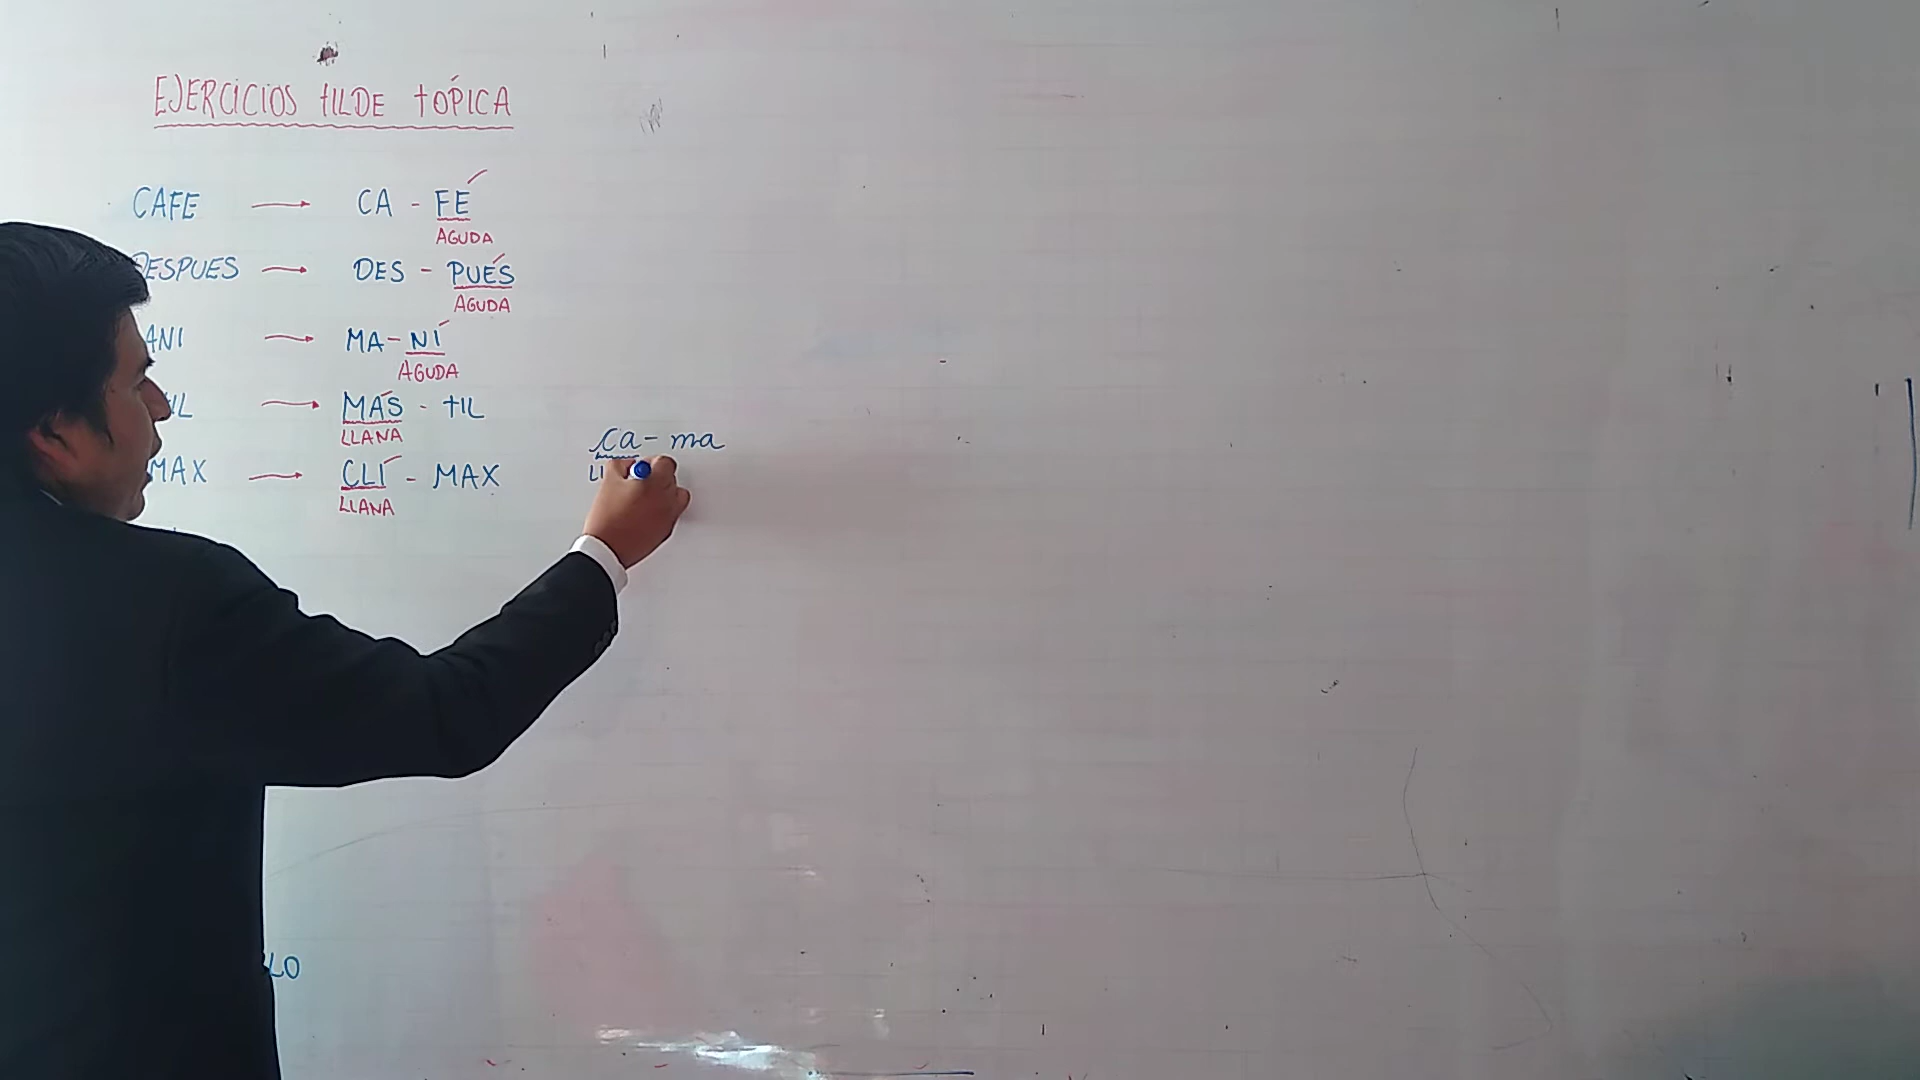 EJERCICIOS TILDE TÓPICA
CAFE → CA - FÉ
AGUDA
DESPUES → DES - PUÉS
AGUDA
ANI → MA - NÍ
AGUDA
IL → MÁS - TIL
LLANA
ca - ma
MAX → CLÍ - MAX
LLANA
LO